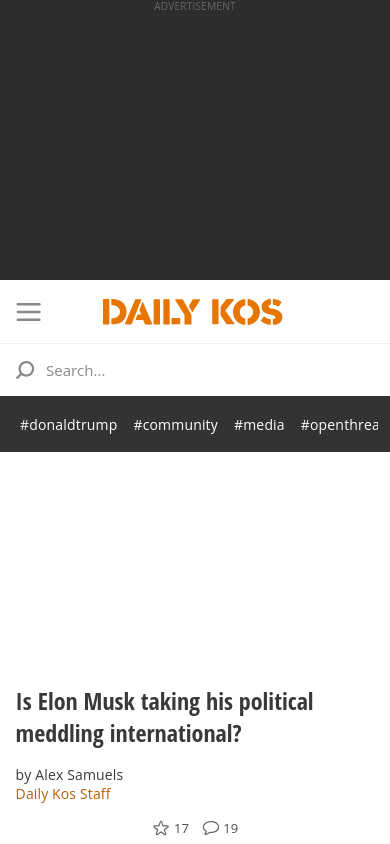 ADVERTISEMENT
DAILY KOS
Search...
#donaldtrump #community #media #openthrea
Is Elon Musk taking his political
meddling international?
by Alex Samuels
Daily Kos Staff
17 19